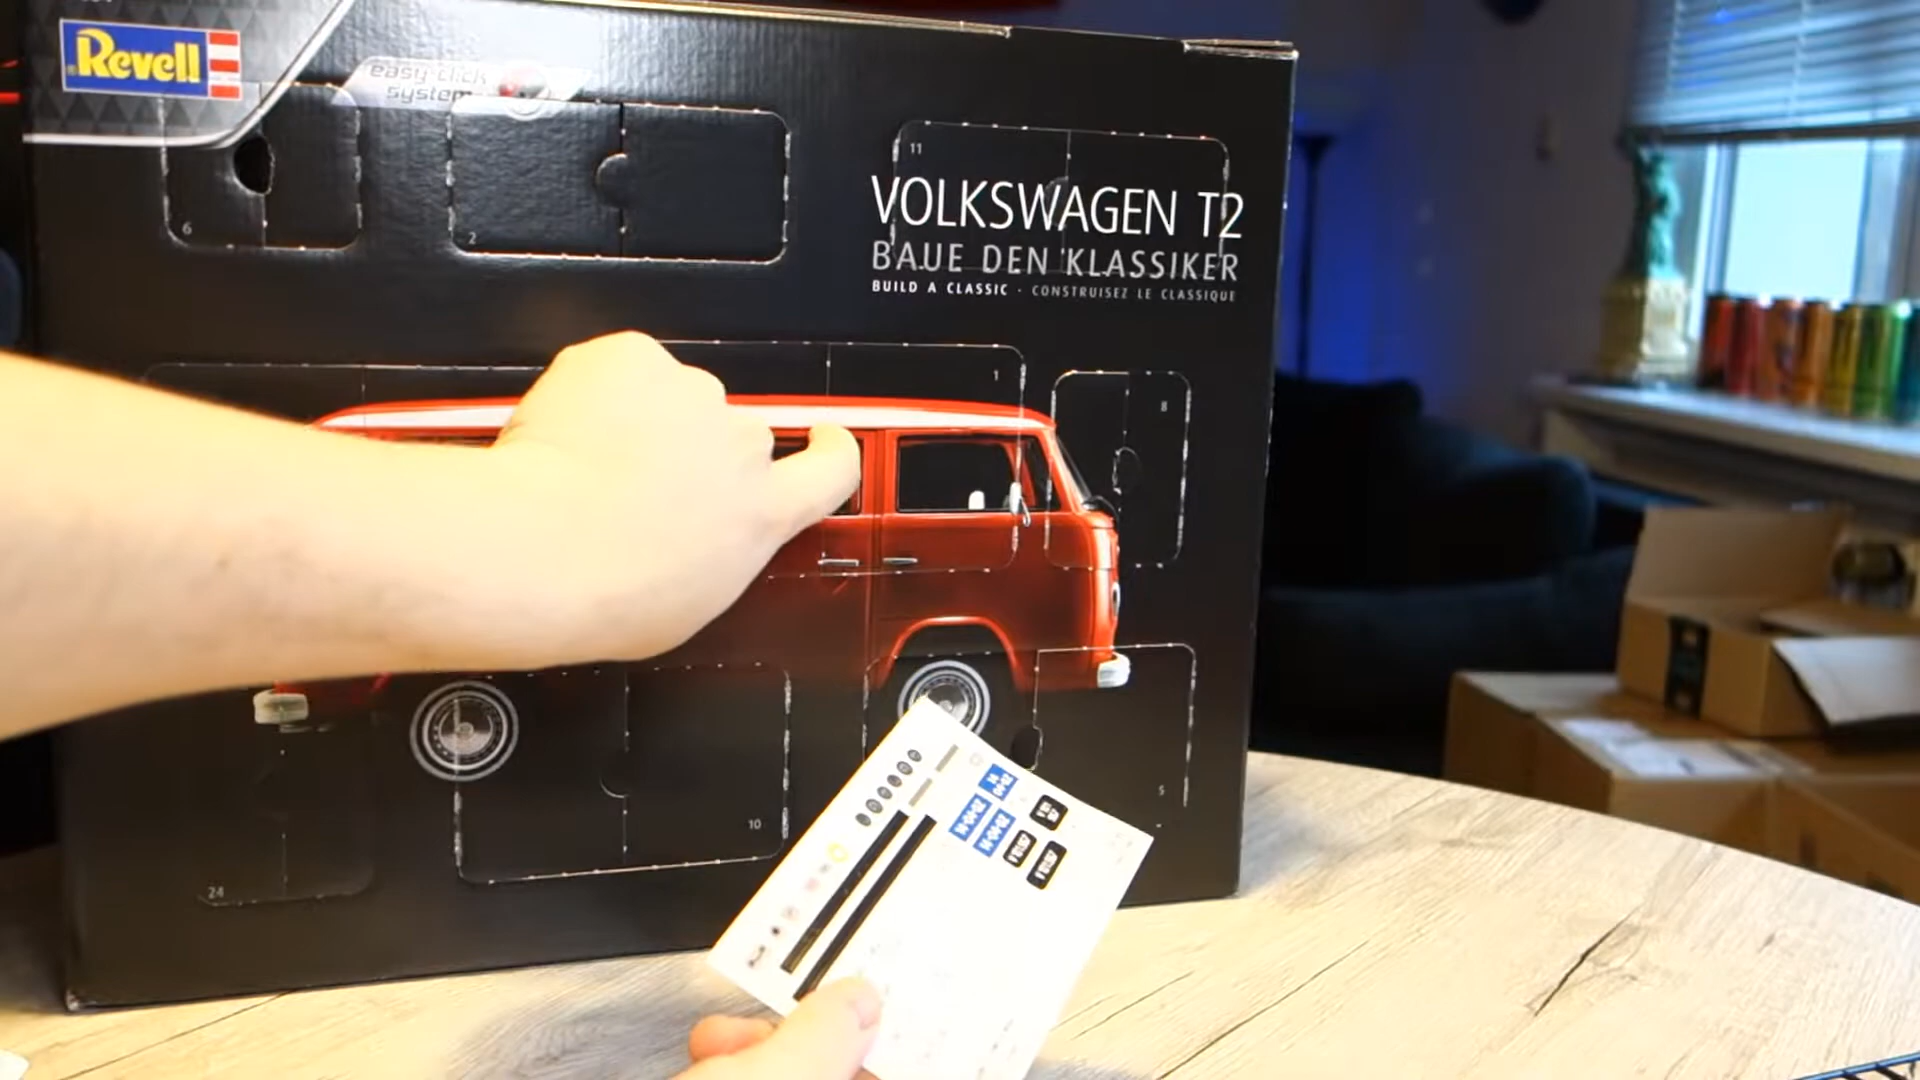 Revell
easy-click
system
11
VOLKSWAGEN T2
BAUE DEN KLASSIKER
BUILD A CLASSIC · CONSTRUISEZ LE CLASSIQUE
6
2
1
8
5
10
24